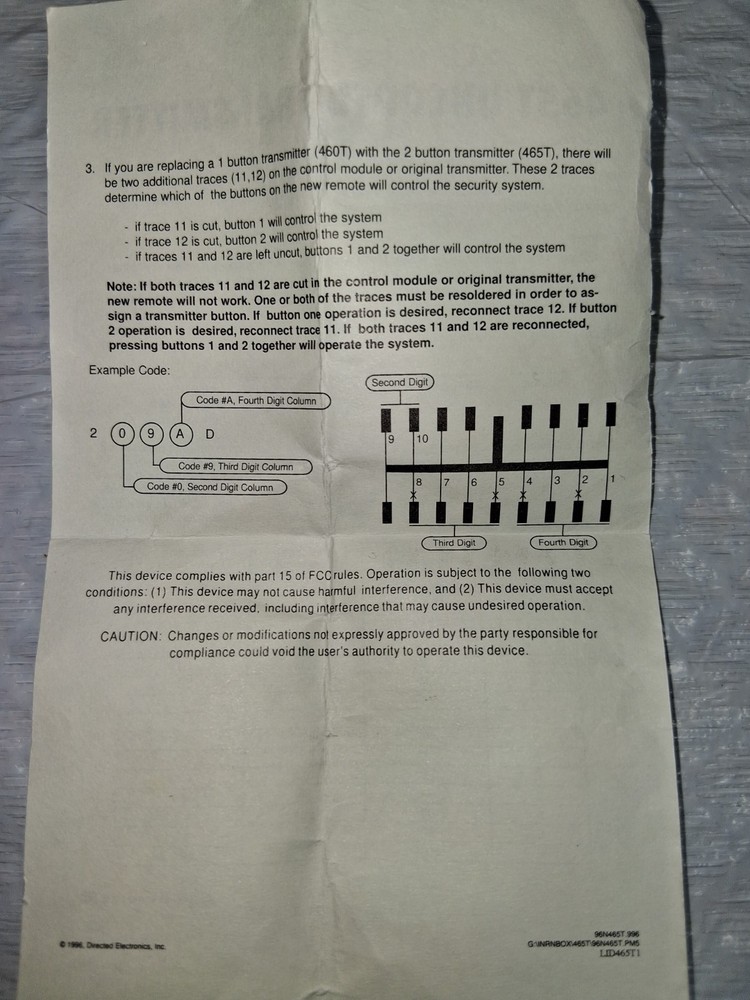 3. If you are replacing a 1 button transmitter (460T) with the 2 button transmitter (465T), there will
be two additional traces (11,12) on the control module or original transmitter. These 2 traces
determine which of the buttons on the new remote will control the security system.
- if trace 11 is cut, button 1 will control the system
- if trace 12 is cut, button 2 will control the system
- if traces 11 and 12 are left uncut, buttons 1 and 2 together will control the system
Note: If both traces 11 and 12 are cut in the control module or original transmitter, the
new remote will not work. One or both of the traces must be resoldered in order to as-
sign a transmitter button. If button one operation is desired, reconnect trace 12. If button
2 operation is desired, reconnect trace 11. If both traces 11 and 12 are reconnected,
pressing buttons 1 and 2 together will operate the system.
Example Code:
Code #A, Fourth Digit Column
2 0 9 A D
Code #9, Third Digit Column
Code #0, Second Digit Column
Second Digit
9 10
8 7 6 5 4 3 2 1
Third Digit Fourth Digit
This device complies with part 15 of FCC rules. Operation is subject to the following two
conditions: (1) This device may not cause harmful interference, and (2) This device must accept
any interference received, including interference that may cause undesired operation.
CAUTION: Changes or modifications not expressly approved by the party responsible for
compliance could void the user's authority to operate this device.
© 1996, Directed Electronics, Inc.
96N465T 996
G:\INRNBOX\465T\96N465T.PM5
LID465T1